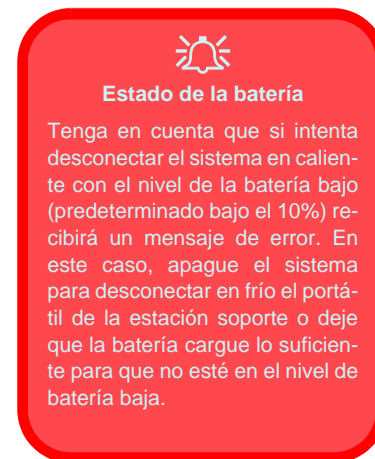 Estado de la batería
Tenga en cuenta que si intenta
desconectar el sistema en calien-
te con el nivel de la batería bajo
(predeterminado bajo el 10%) re-
cibirá un mensaje de error. En
este caso, apague el sistema
para desconectar en frío el portá-
til de la estación soporte o deje
que la batería cargue lo suficien-
te para que no esté en el nivel de
batería baja.